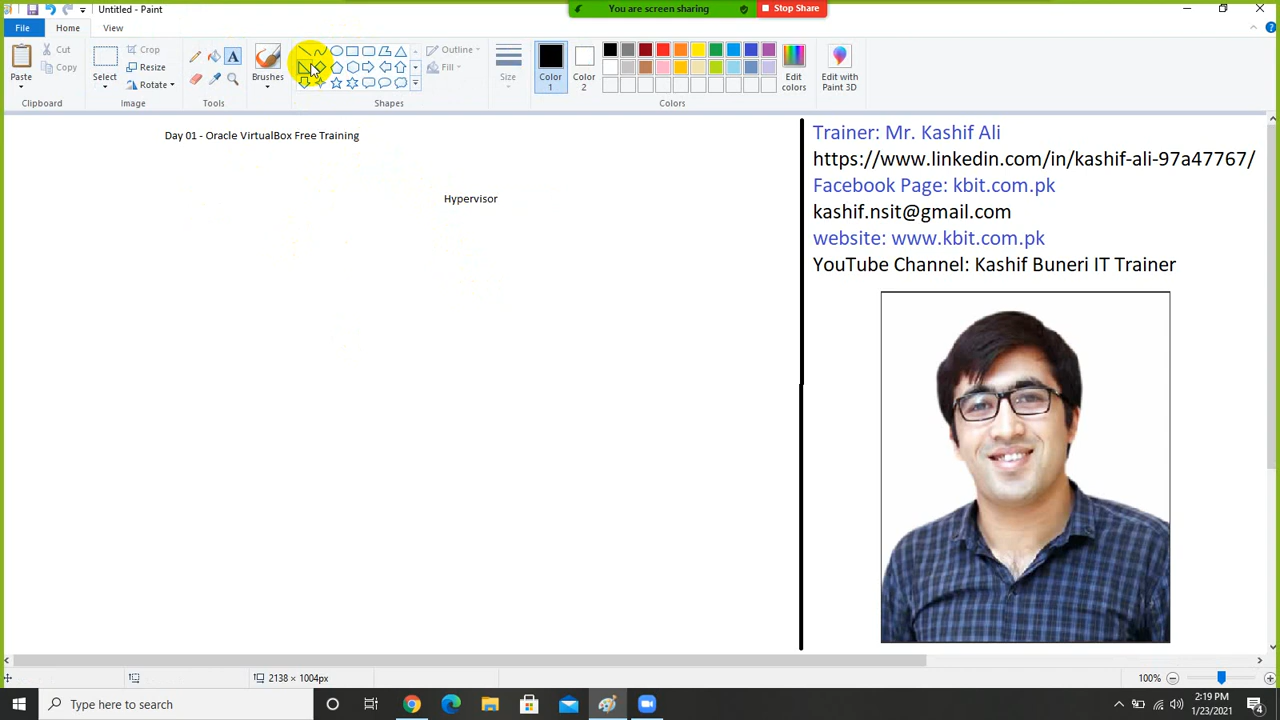 Untitled - Paint
You are screen sharing
Stop Share
File
Home
View
Paste
Cut
Copy
Clipboard
Select
Crop
Resize
Rotate
Image
A
Tools
Brushes
Outline
Fill
Shapes
Size
Color 1
Color 2
Edit colors
Colors
Edit with Paint 3D
Day 01 - Oracle VirtualBox Free Training
Hypervisor
Trainer: Mr. Kashif Ali
https://www.linkedin.com/in/kashif-ali-97a47767/
Facebook Page: kbit.com.pk
kashif.nsit@gmail.com
website: www.kbit.com.pk
YouTube Channel: Kashif Buneri IT Trainer
2138 × 1004px
100%
Type here to search
2:19 PM
1/23/2021
4